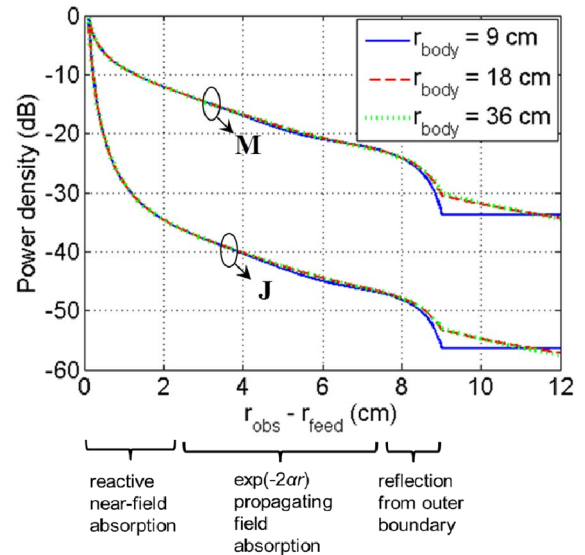 0
-10
-20
-30
-40
-50
-60
Power density (dB)
r_body = 9 cm
r_body = 18 cm
r_body = 36 cm
M
J
0 2 4 6 8 10 12
r_obs - r_feed (cm)
reactive
near-field
absorption
exp(-2αr)
propagating
field
absorption
reflection
from outer
boundary